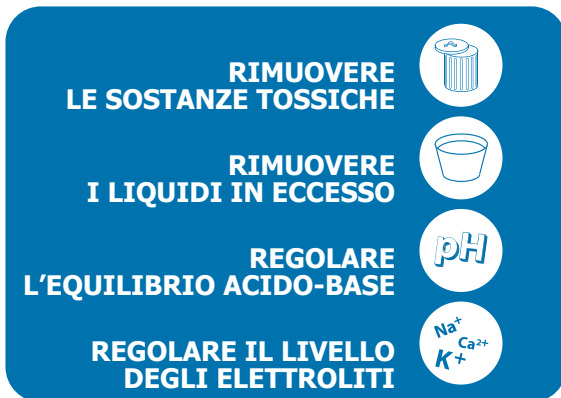 RIMUOVERE
LE SOSTANZE TOSSICHE
RIMUOVERE
I LIQUIDI IN ECCESSO
REGOLARE
L'EQUILIBRIO ACIDO-BASE
pH
REGOLARE IL LIVELLO
DEGLI ELETTROLITI
Na⁺
Ca²⁺
K⁺